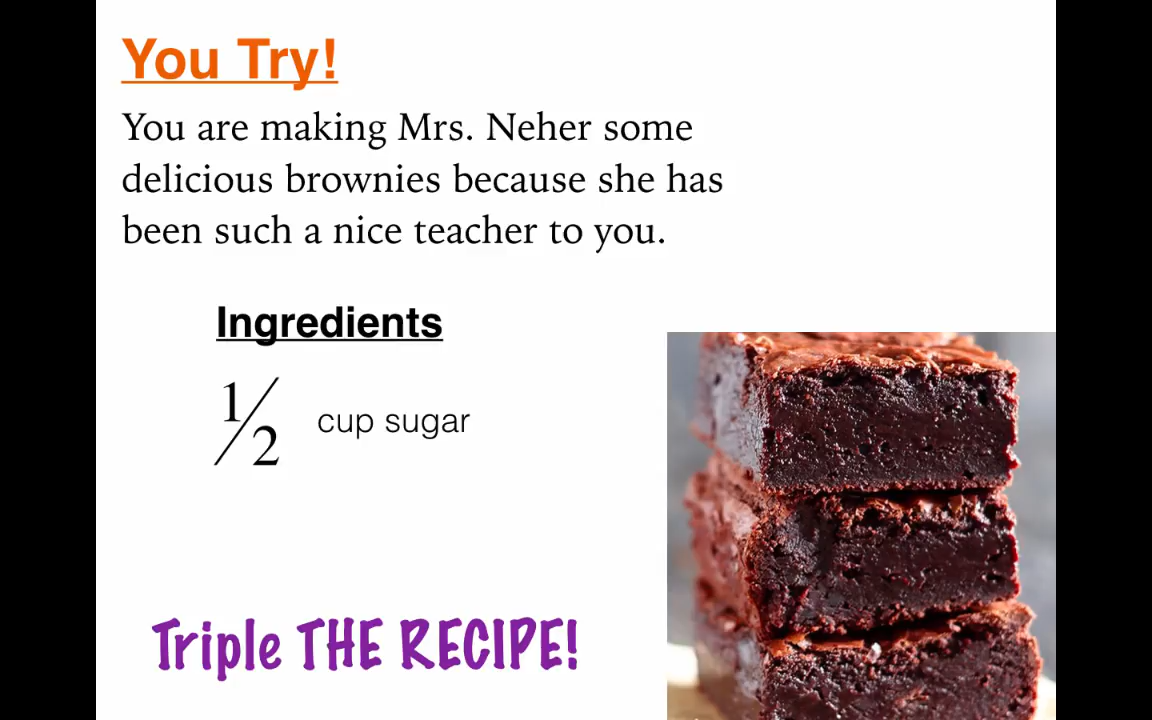 You Try!
You are making Mrs. Neher some
delicious brownies because she has
been such a nice teacher to you.
Ingredients
1/2 cup sugar
Triple THE RECIPE!